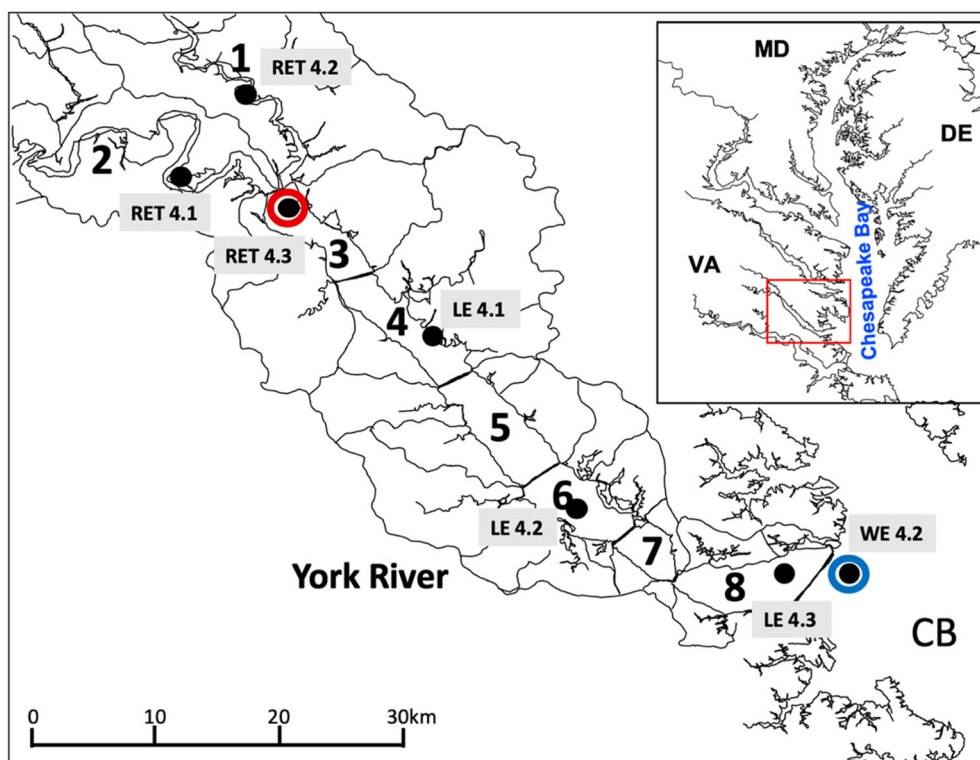 1
RET 4.2
2
RET 4.1
RET 4.3
3
4
LE 4.1
5
6
LE 4.2
7
8
WE 4.2
LE 4.3
York River
CB
0 10 20 30km
MD
DE
VA
Chesapeake Bay